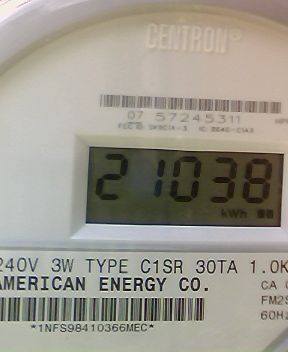 CENTRON®
07 57245311
21038
kWh
240V 3W TYPE C1SR 30TA 1.0K
AMERICAN ENERGY CO.
CA
FM2S
60Hz
*1NFS98410366MEC*